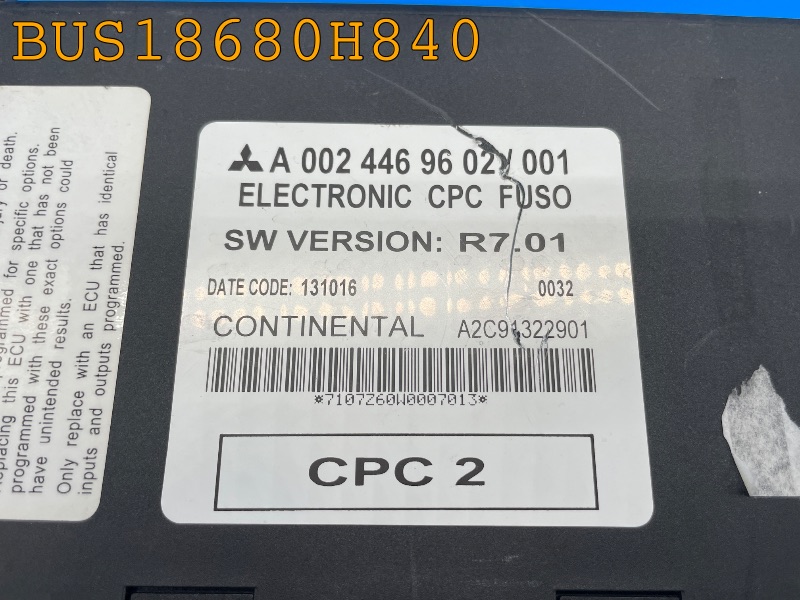 BUS18680H840
A 002 446 96 02 / 001
ELECTRONIC CPC FUSO
SW VERSION: R7.01
DATE CODE: 131016 0032
CONTINENTAL A2C91322901
*7107Z60W0007013*
CPC 2
or death.
programmed for specific options.
this ECU with one that has not been
programmed with these exact options could
have unintended results.
Only replace with an ECU that has identical
inputs and outputs programmed.